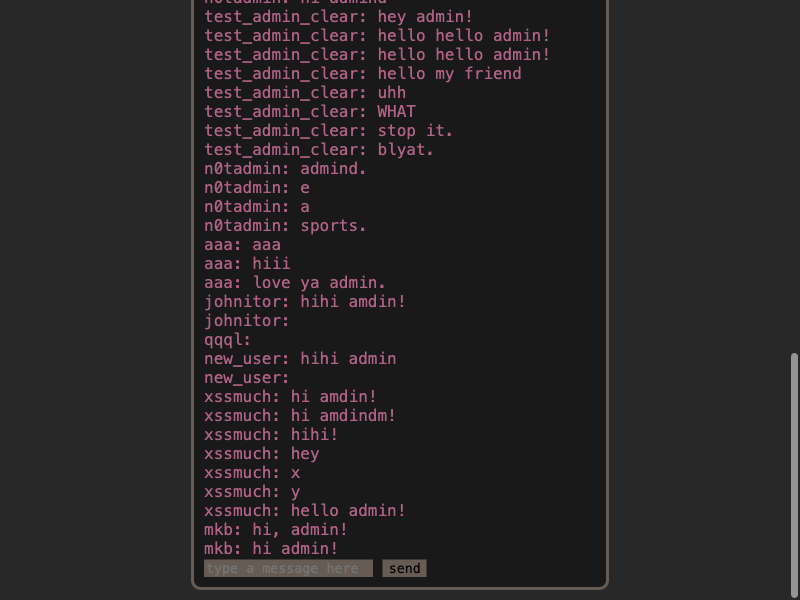 n0tadmin: hi admind
test_admin_clear: hey admin!
test_admin_clear: hello hello admin!
test_admin_clear: hello hello admin!
test_admin_clear: hello my friend
test_admin_clear: uhh
test_admin_clear: WHAT
test_admin_clear: stop it.
test_admin_clear: blyat.
n0tadmin: admind.
n0tadmin: e
n0tadmin: a
n0tadmin: sports.
aaa: aaa
aaa: hiii
aaa: love ya admin.
johnitor: hihi amdin!
johnitor:
qqql:
new_user: hihi admin
new_user:
xssmuch: hi amdin!
xssmuch: hi amdindm!
xssmuch: hihi!
xssmuch: hey
xssmuch: x
xssmuch: y
xssmuch: hello admin!
mkb: hi, admin!
mkb: hi admin!
type a message here send